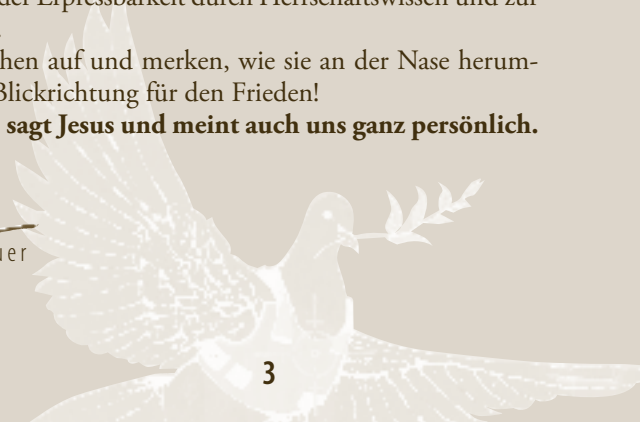 der Erpressbarkeit durch Herrschaftswissen und zur
hen auf und merken, wie sie an der Nase herum-
Blickrichtung für den Frieden!
sagt Jesus und meint auch uns ganz persönlich.
uer
3